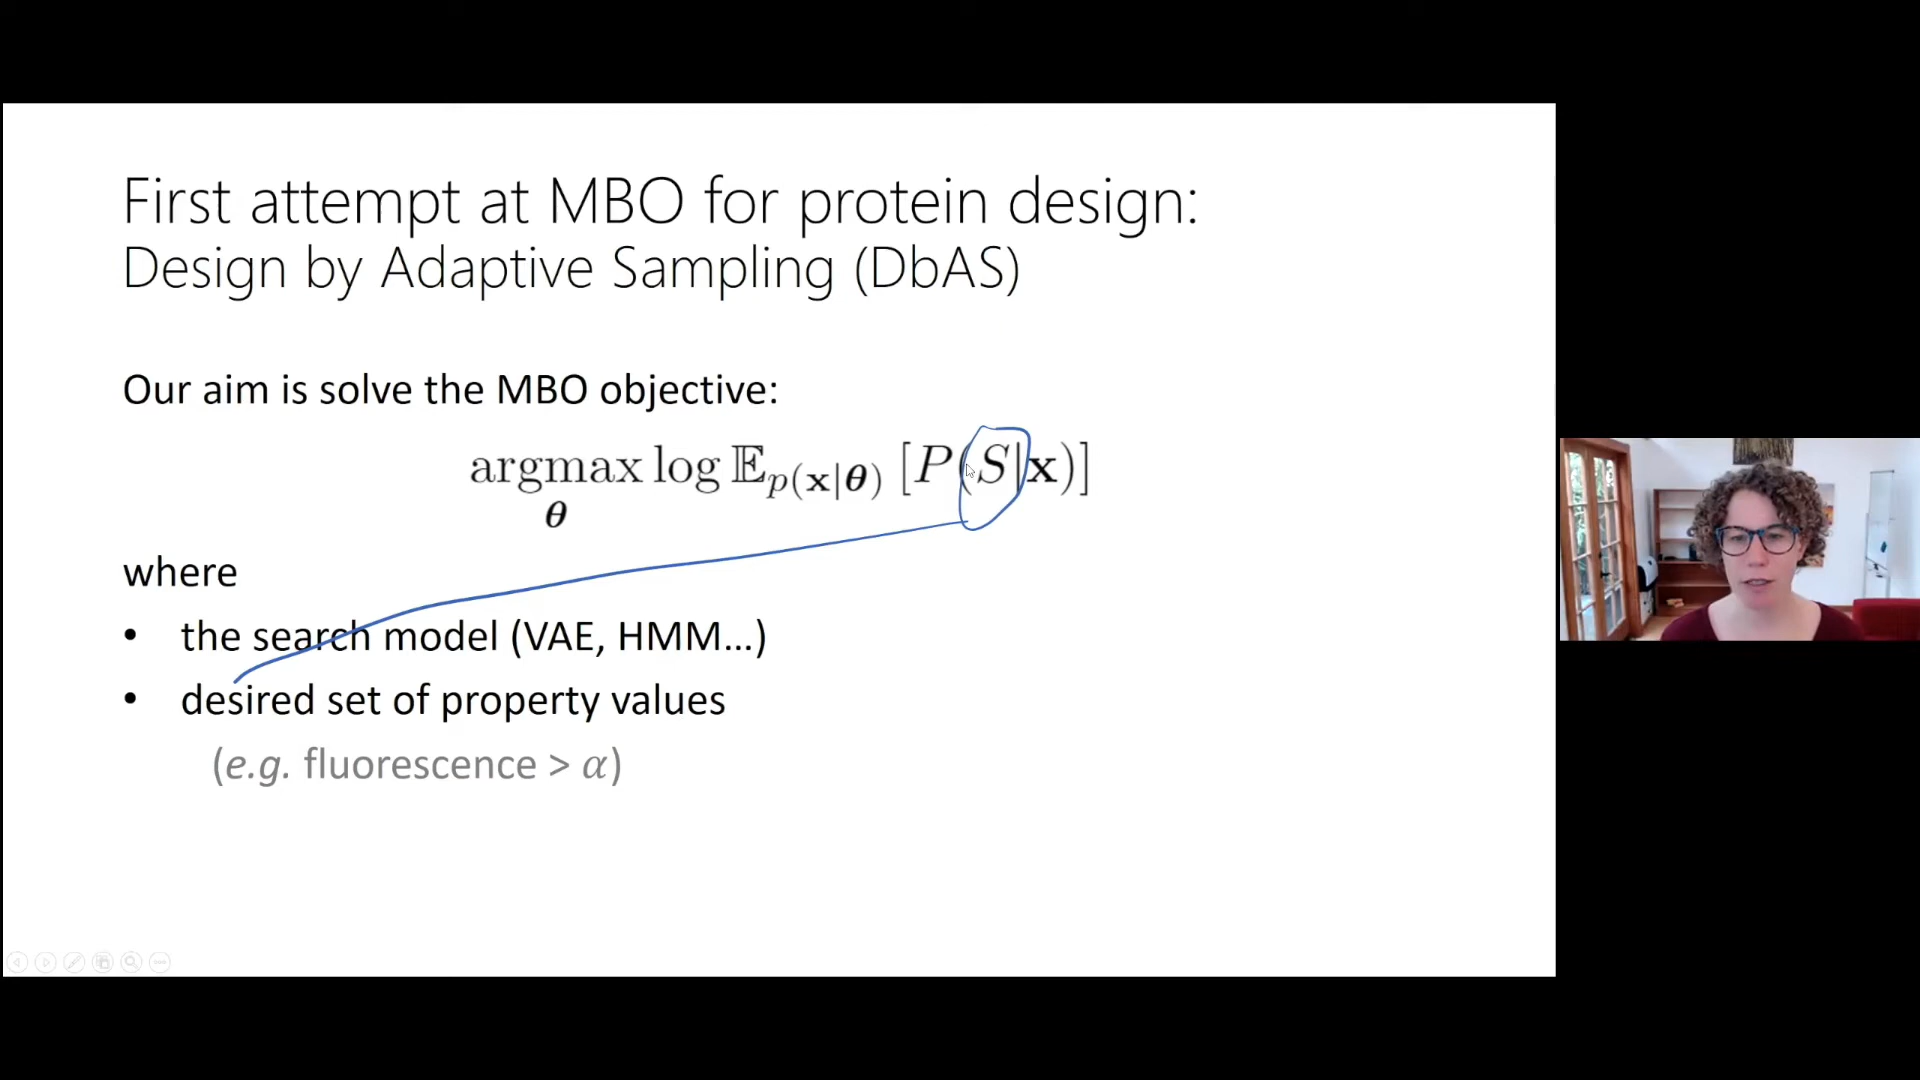 First attempt at MBO for protein design:
Design by Adaptive Sampling (DbAS)
Our aim is solve the MBO objective:
argmax log 𝔼p(x|θ) [P(S|x)]
θ
where
• the search model (VAE, HMM...)
• desired set of property values
(e.g. fluorescence > α)